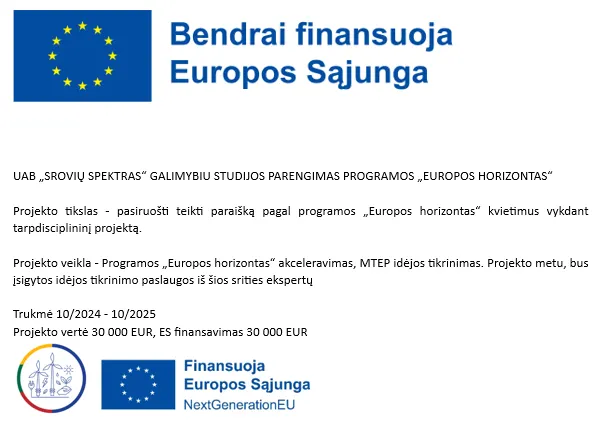 Bendrai finansuoja
Europos Sąjunga
UAB „SROVIŲ SPEKTRAS“ GALIMYBIU STUDIJOS PARENGIMAS PROGRAMOS „EUROPOS HORIZONTAS“
Projekto tikslas - pasiruošti teikti paraišką pagal programos „Europos horizontas“ kvietimus vykdant
tarpdisciplininį projektą.
Projekto veikla - Programos „Europos horizontas“ akceleravimas, MTEP idėjos tikrinimas. Projekto metu, bus
įsigytos idėjos tikrinimo paslaugos iš šios srities ekspertų
Trukmė 10/2024 - 10/2025
Projekto vertė 30 000 EUR, ES finansavimas 30 000 EUR
Finansuoja
Europos Sąjunga
NextGenerationEU